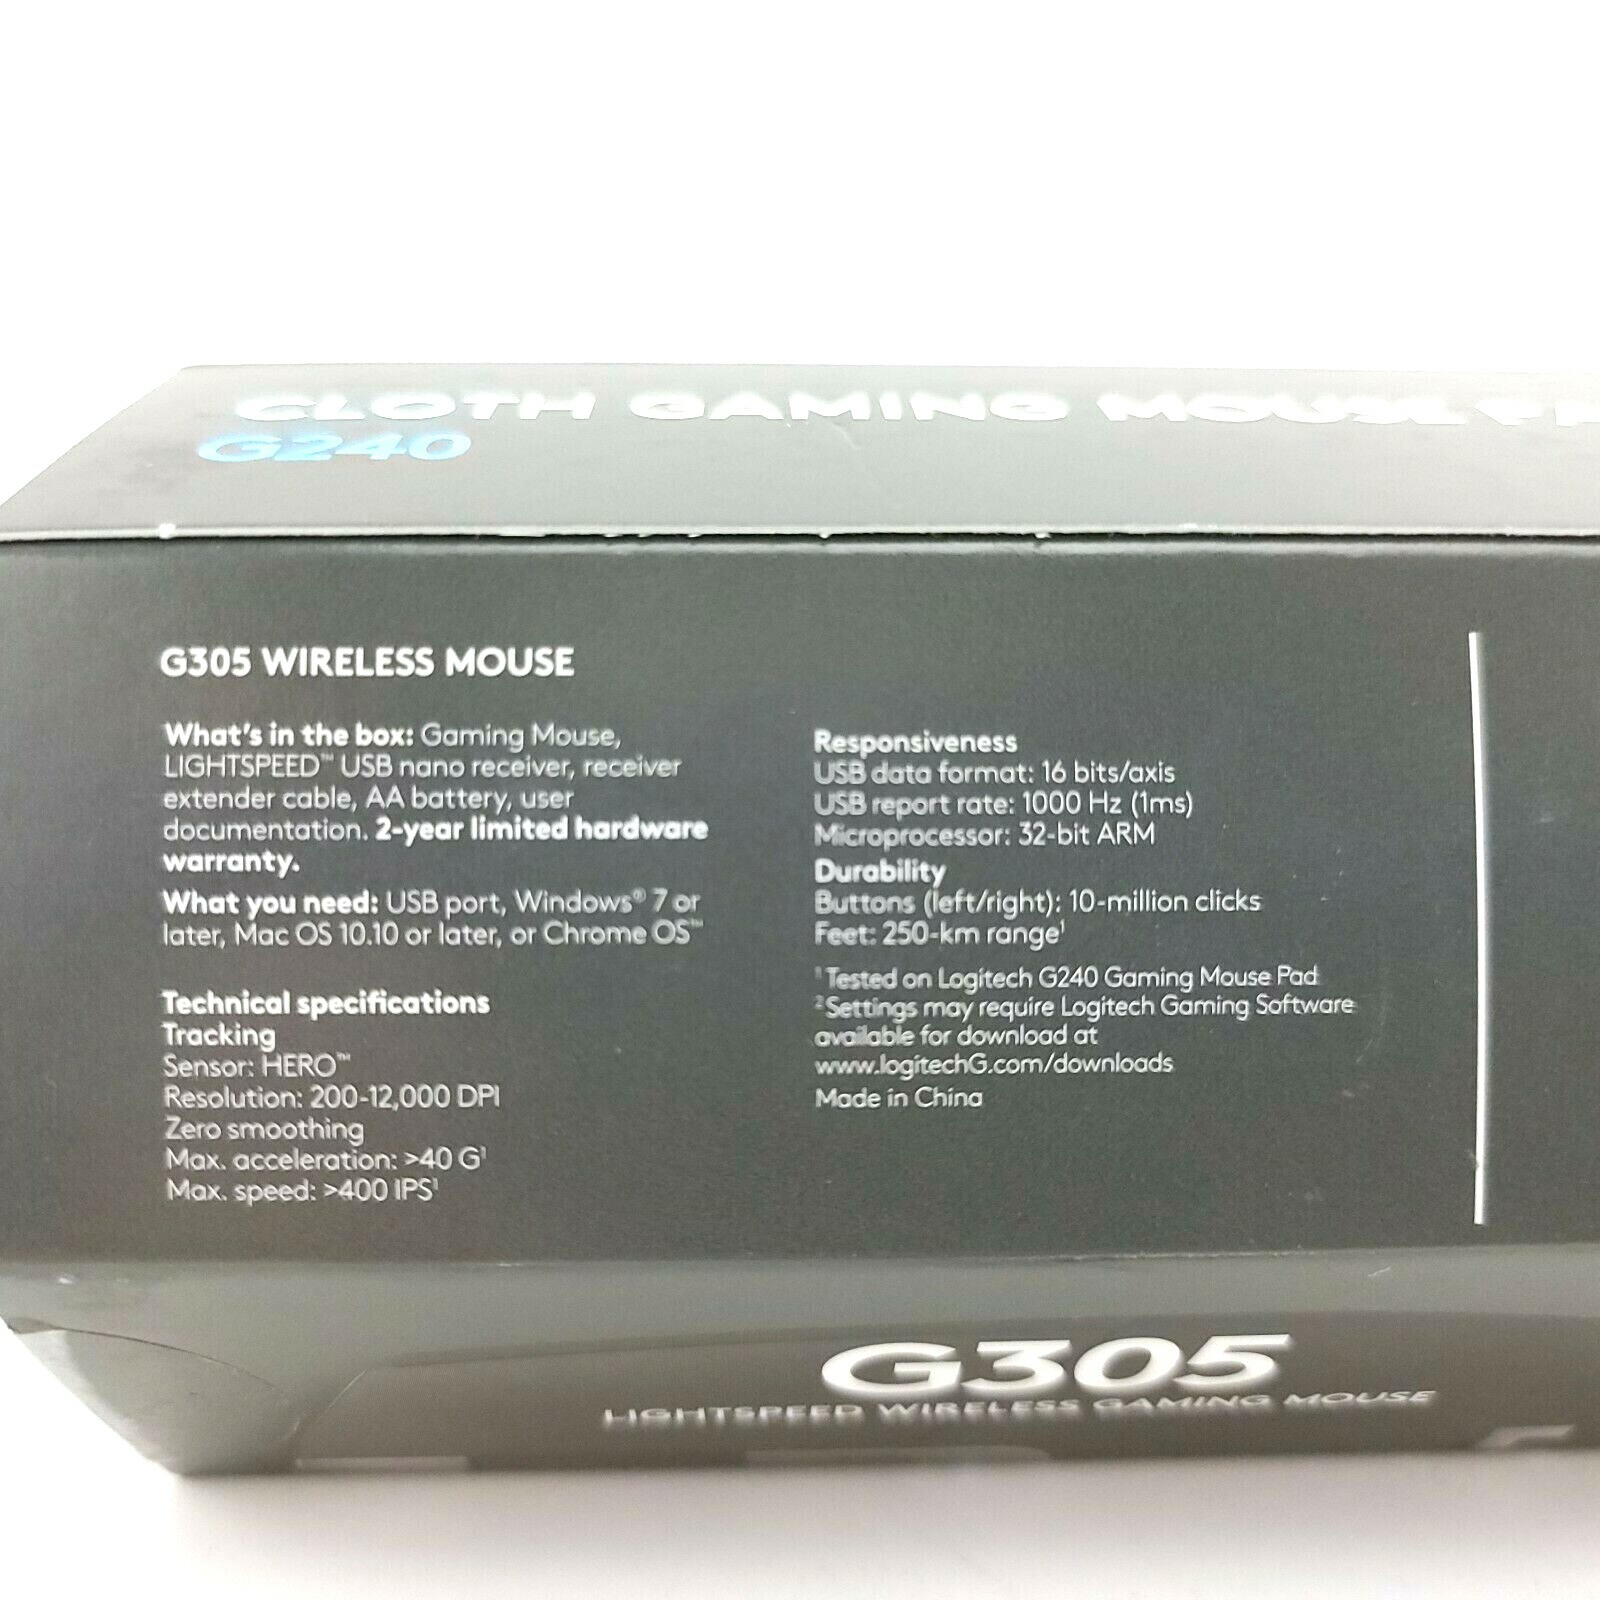 CLOTH GAMING MOUSE
G240
G305 WIRELESS MOUSE
What's in the box: Gaming Mouse,
LIGHTSPEED™ USB nano receiver, receiver
extender cable, AA battery, user
documentation. 2-year limited hardware
warranty.
What you need: USB port, Windows® 7 or
later, Mac OS 10.10 or later, or Chrome OS™
Technical specifications
Tracking
Sensor: HERO™
Resolution: 200-12,000 DPI
Zero smoothing
Max. acceleration: >40 G¹
Max. speed: >400 IPS¹
Responsiveness
USB data format: 16 bits/axis
USB report rate: 1000 Hz (1ms)
Microprocessor: 32-bit ARM
Durability
Buttons (left/right): 10-million clicks
Feet: 250-km range¹
¹ Tested on Logitech G240 Gaming Mouse Pad
² Settings may require Logitech Gaming Software
available for download at
www.logitechG.com/downloads
Made in China
G305
LIGHTSPEED WIRELESS GAMING MOUSE